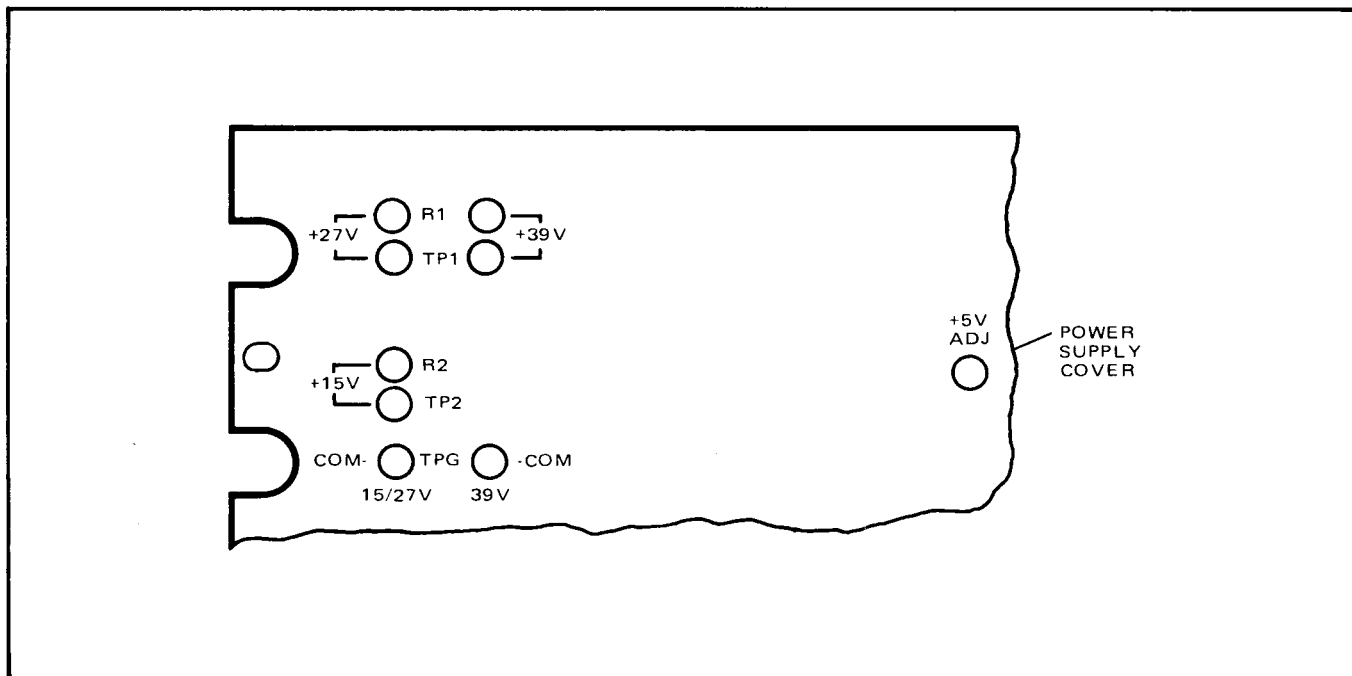 R1
+27V
+39V
TP1
R2
+15V
TP2
COM-
TPG
-COM
15/27V
39V
+5V
ADJ
POWER
SUPPLY
COVER